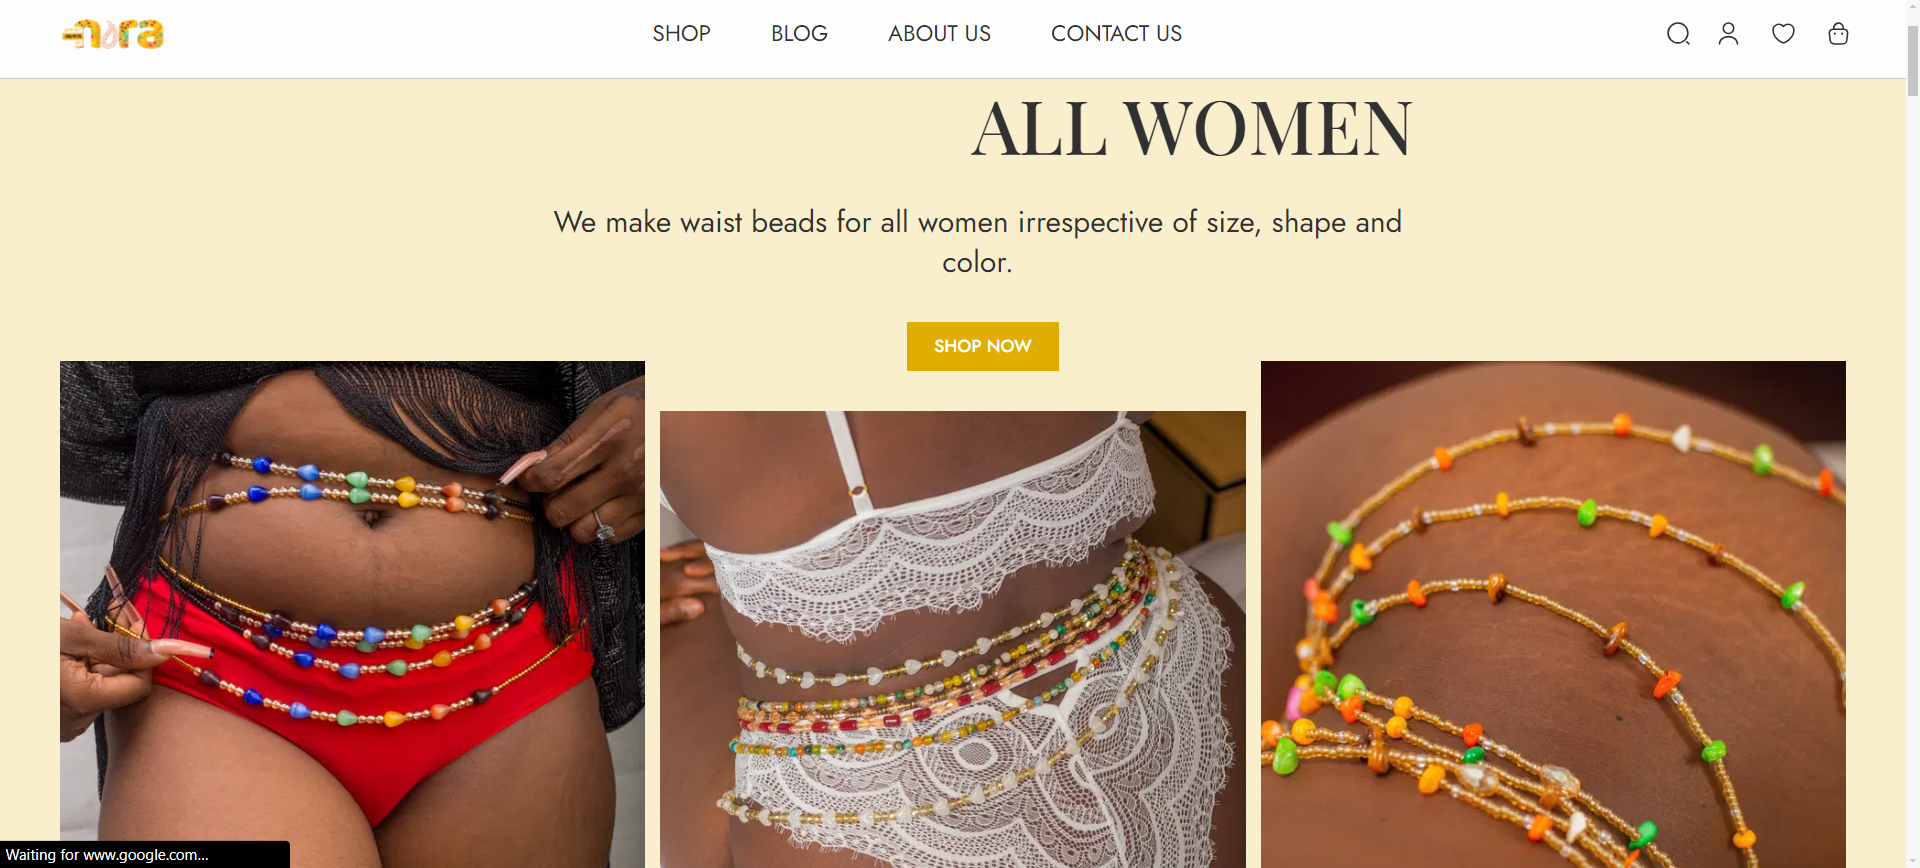 nora
SHOP BLOG ABOUT US CONTACT US
ALL WOMEN
We make waist beads for all women irrespective of size, shape and
color.
SHOP NOW
Waiting for www.google.com...